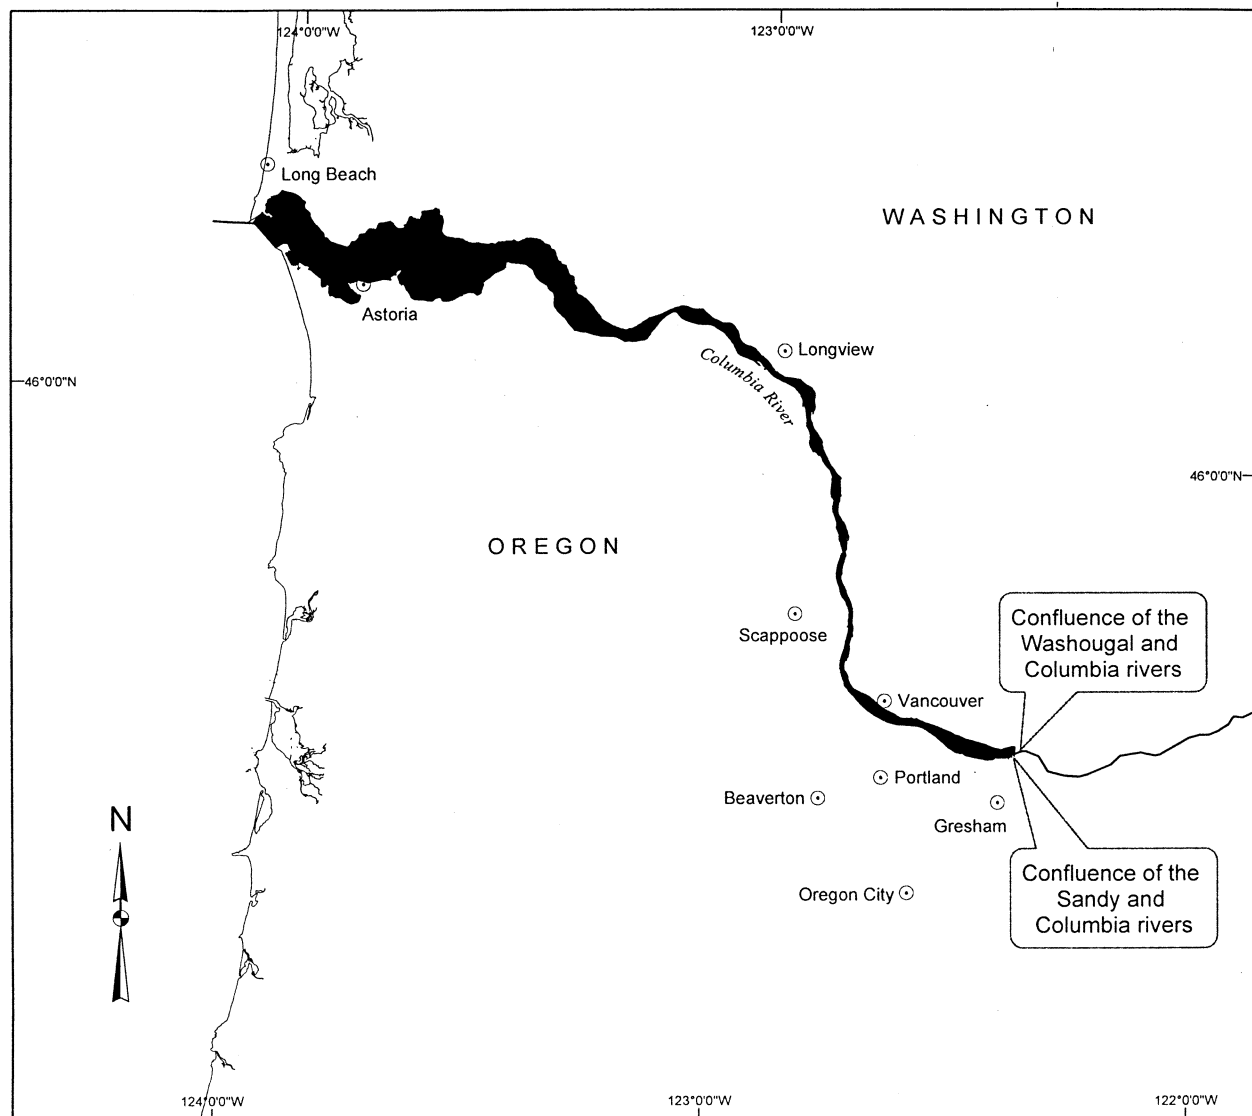 124°0'0"W
123°0'0"W
Long Beach
WASHINGTON
Astoria
Longview
Columbia River
46°0'0"N
46°0'0"N
OREGON
Confluence of the
Washougal and
Columbia rivers
Scappoose
Vancouver
Portland
Beaverton
Gresham
N
Confluence of the
Sandy and
Columbia rivers
Oregon City
124°0'0"W
123°0'0"W
122°0'0"W